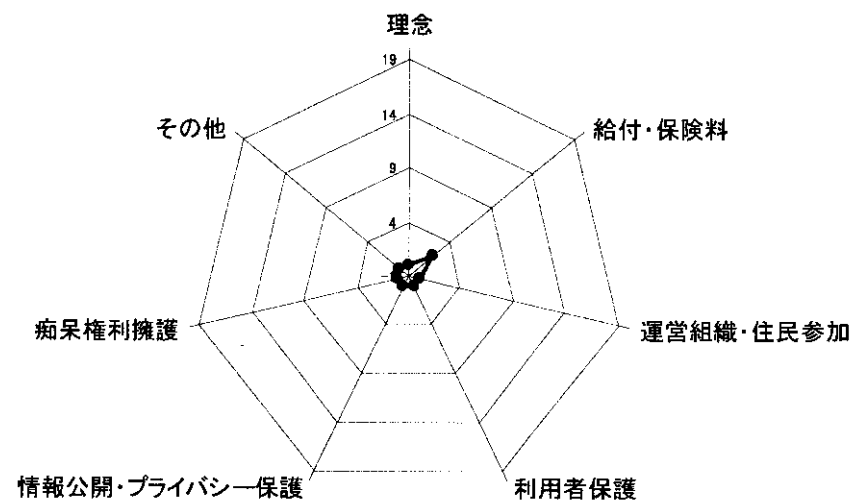 理念
19
14
9
4
給付・保険料
運営組織・住民参加
利用者保護
情報公開・プライバシー保護
痴呆権利擁護
その他